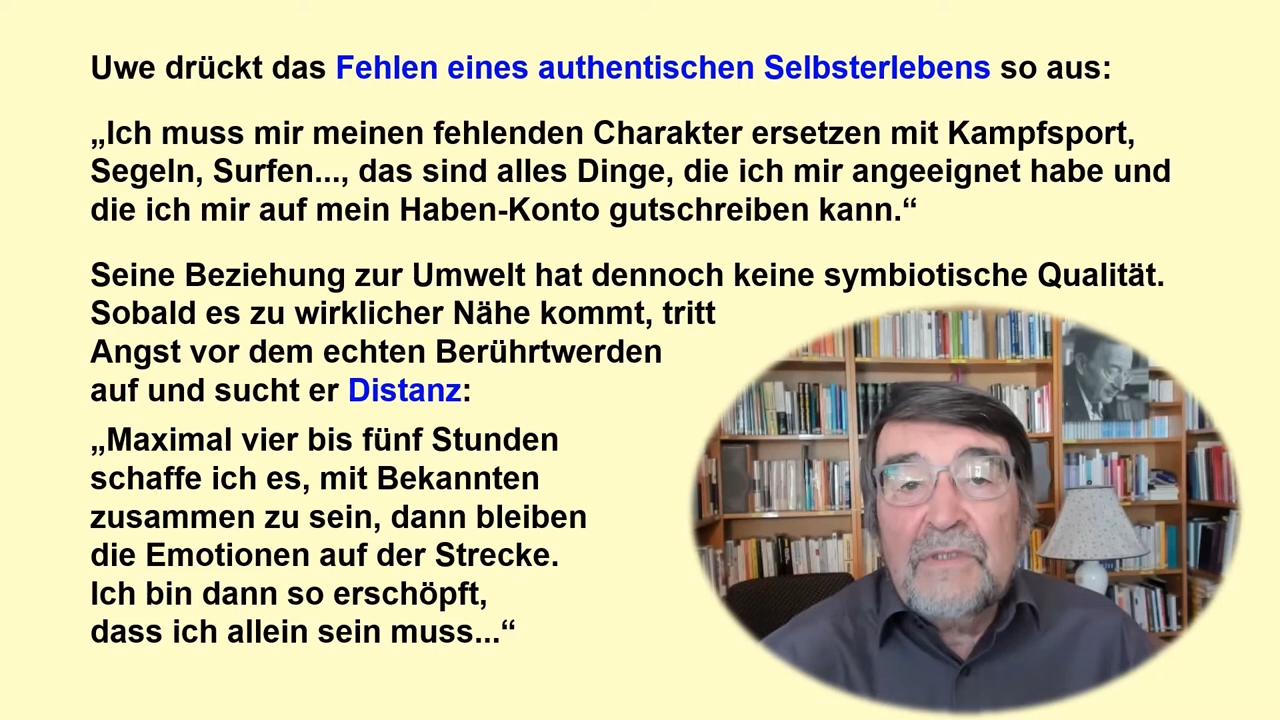 Uwe drückt das Fehlen eines authentischen Selbsterlebens so aus:
„Ich muss mir meinen fehlenden Charakter ersetzen mit Kampfsport,
Segeln, Surfen..., das sind alles Dinge, die ich mir angeeignet habe und
die ich mir auf mein Haben-Konto gutschreiben kann.“
Seine Beziehung zur Umwelt hat dennoch keine symbiotische Qualität.
Sobald es zu wirklicher Nähe kommt, tritt
Angst vor dem echten Berührtwerden
auf und sucht er Distanz:
„Maximal vier bis fünf Stunden
schaffe ich es, mit Bekannten
zusammen zu sein, dann bleiben
die Emotionen auf der Strecke.
Ich bin dann so erschöpft,
dass ich allein sein muss...“